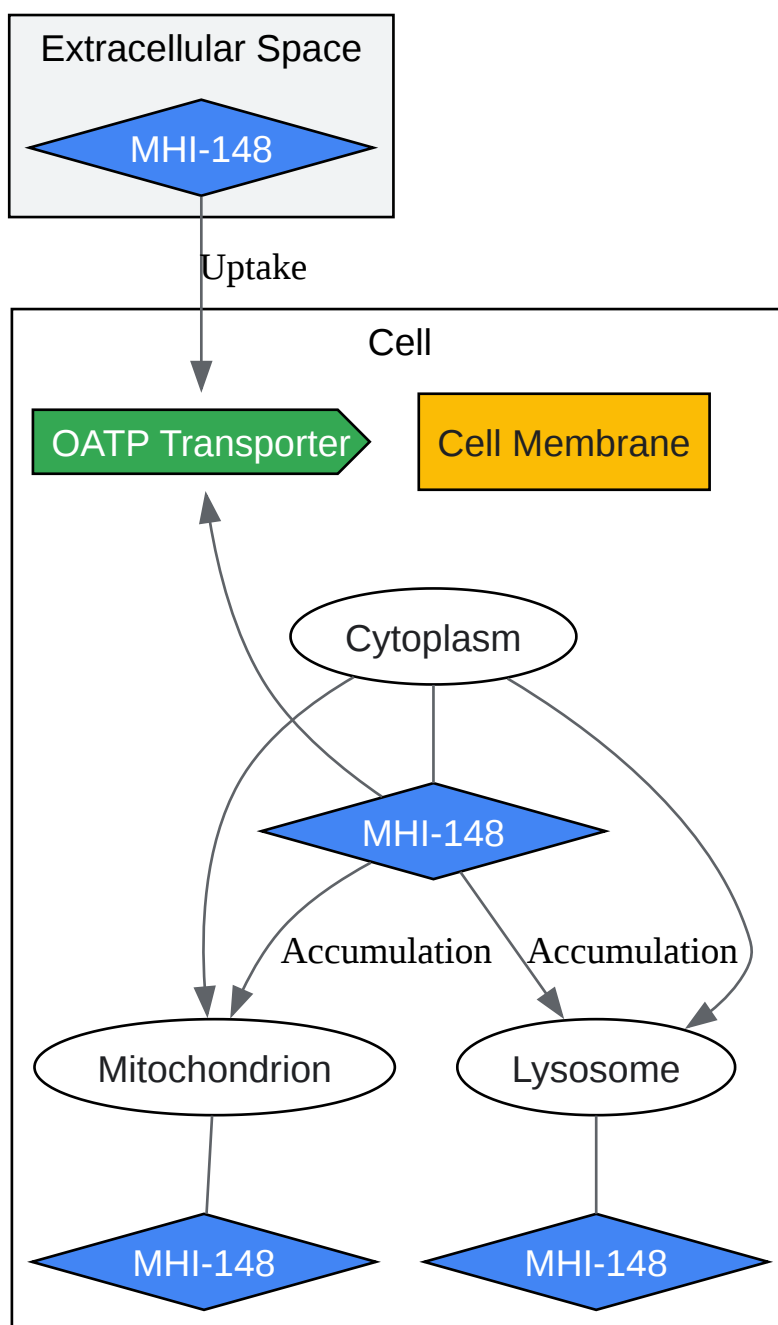 Extracellular Space
MHI-148
Uptake
Cell
OATP Transporter
Cell Membrane
Cytoplasm
MHI-148
Accumulation
Accumulation
Mitochondrion
Lysosome
MHI-148
MHI-148